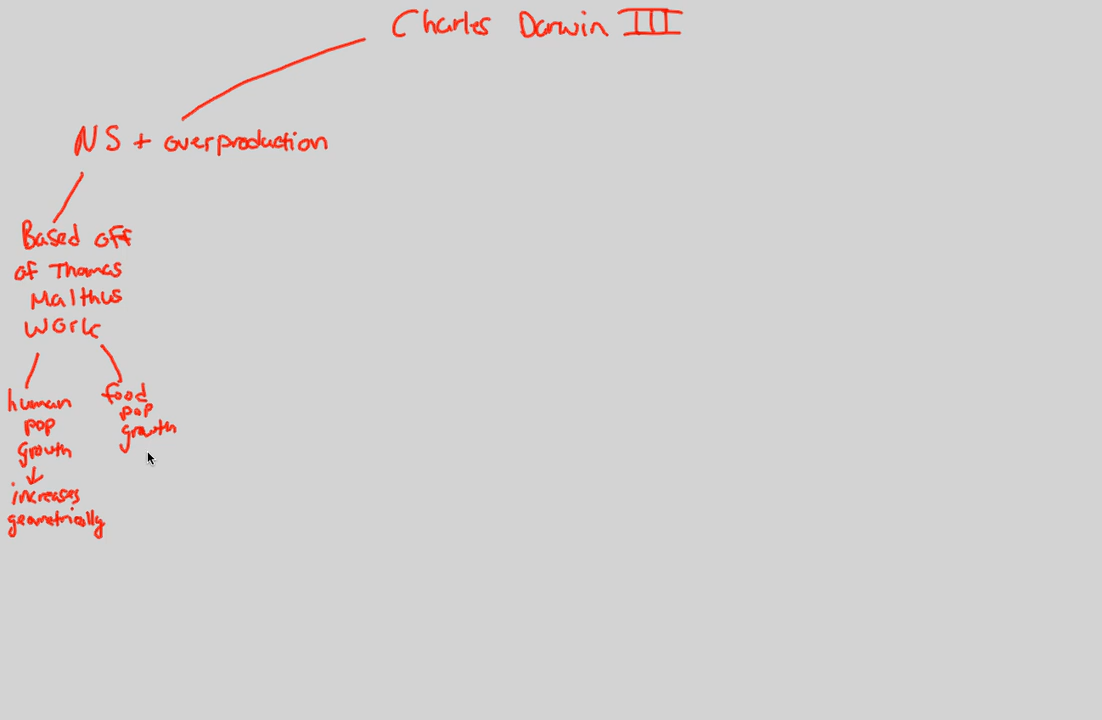 Charles Darwin III
NS + overproduction
Based off
of Thomas
Malthus
Work
human
pop
growth
↓
increases
geometrically
food
pop
growth